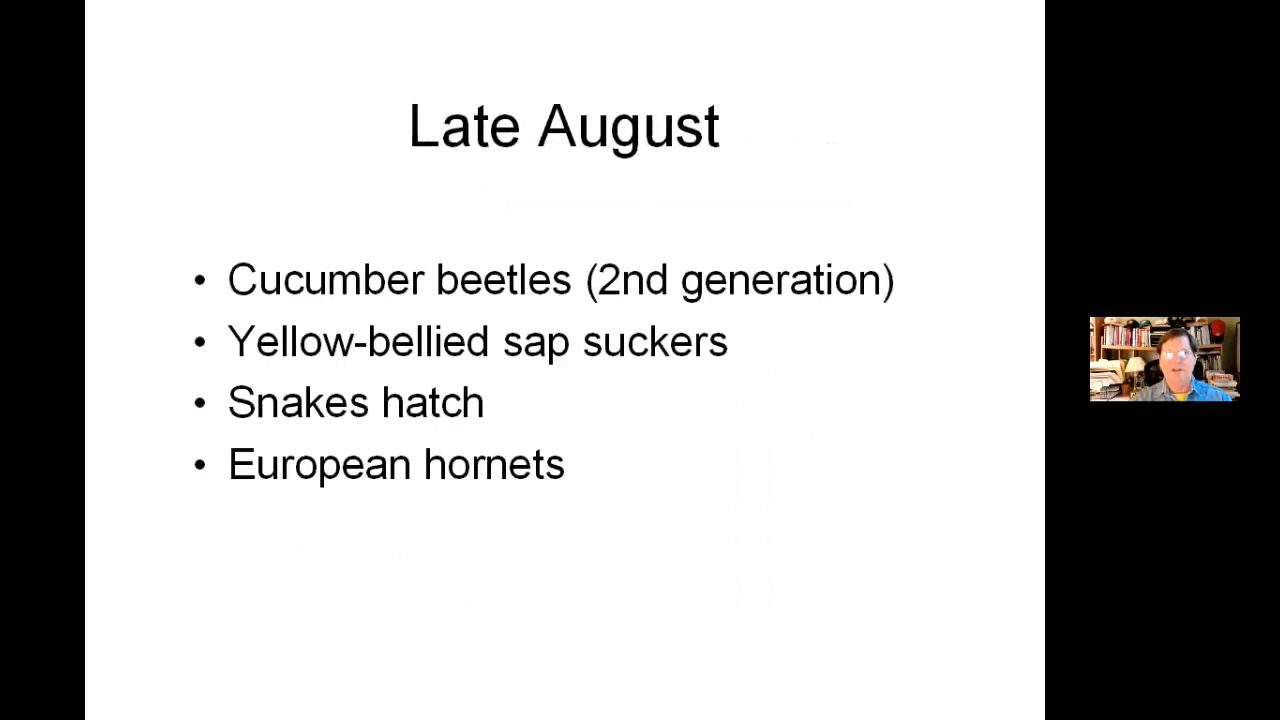 Late August
• Cucumber beetles (2nd generation)
• Yellow-bellied sap suckers
• Snakes hatch
• European hornets